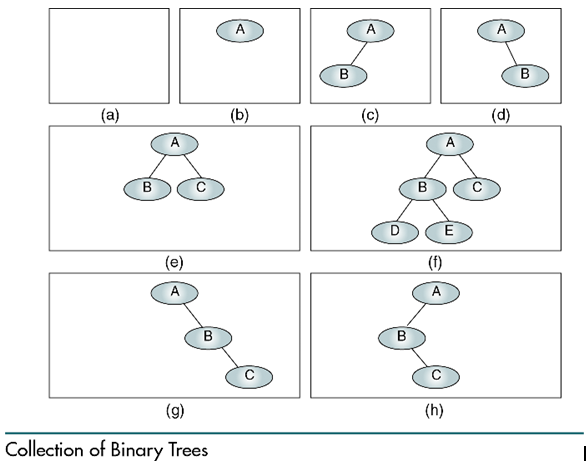 A
A
B
A
B
(a)
(b)
(c)
(d)
A
B
C
A
B
C
D
E
(e)
(f)
A
B
C
A
B
C
(g)
(h)
Collection of Binary Trees